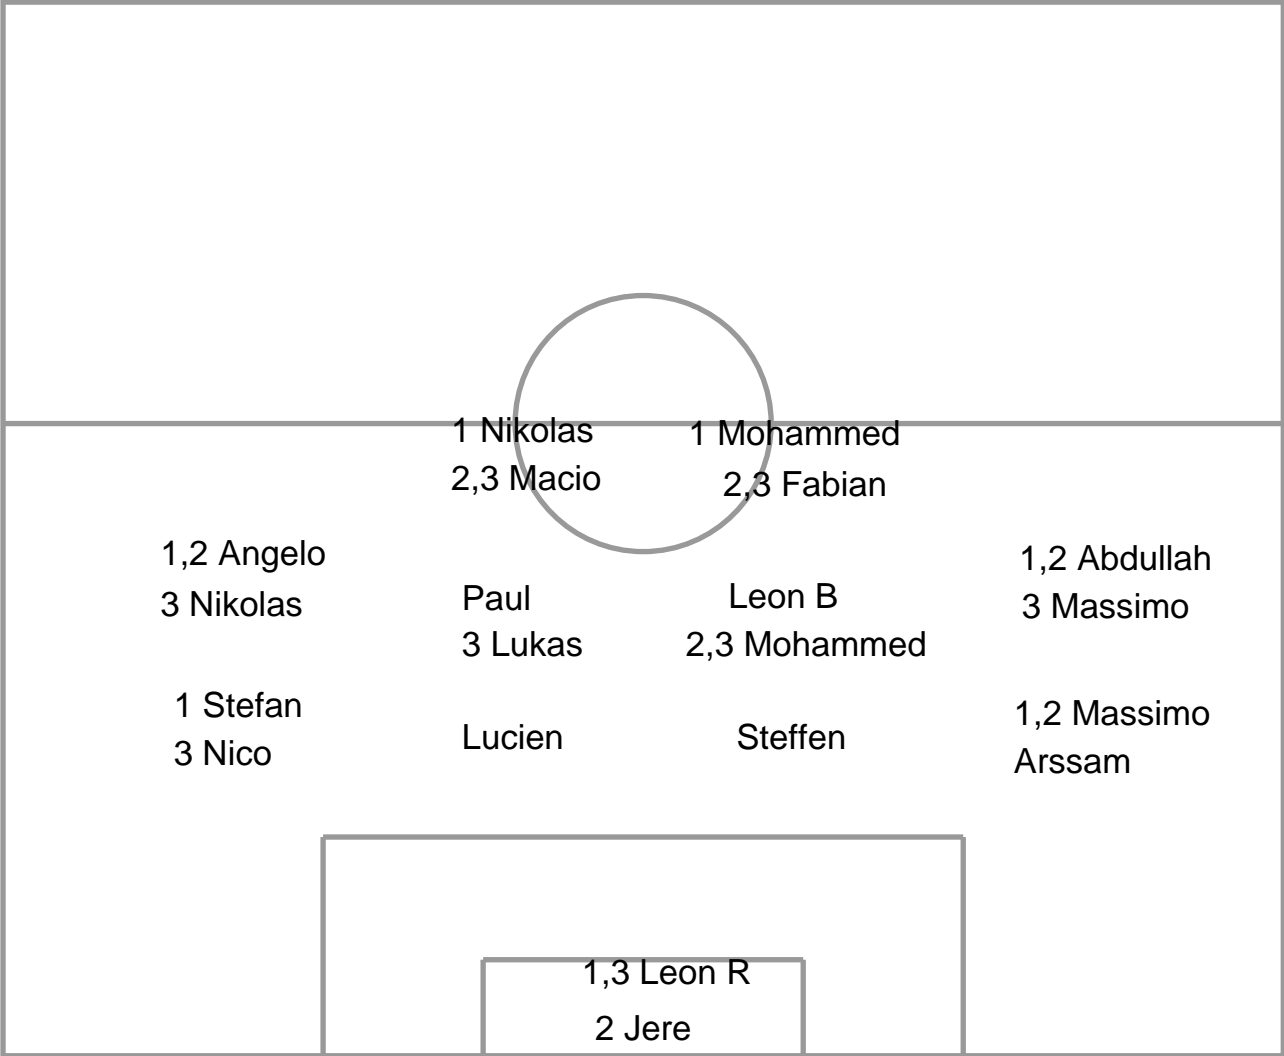 1 Nikolas
1 Mohammed
2,3 Macio
2,3 Fabian
1,2 Angelo
1,2 Abdullah
3 Nikolas
3 Massimo
Paul
Leon B
3 Lukas
2,3 Mohammed
1 Stefan
1,2 Massimo
3 Nico
Arssam
Lucien
Steffen
1,3 Leon R
2 Jere